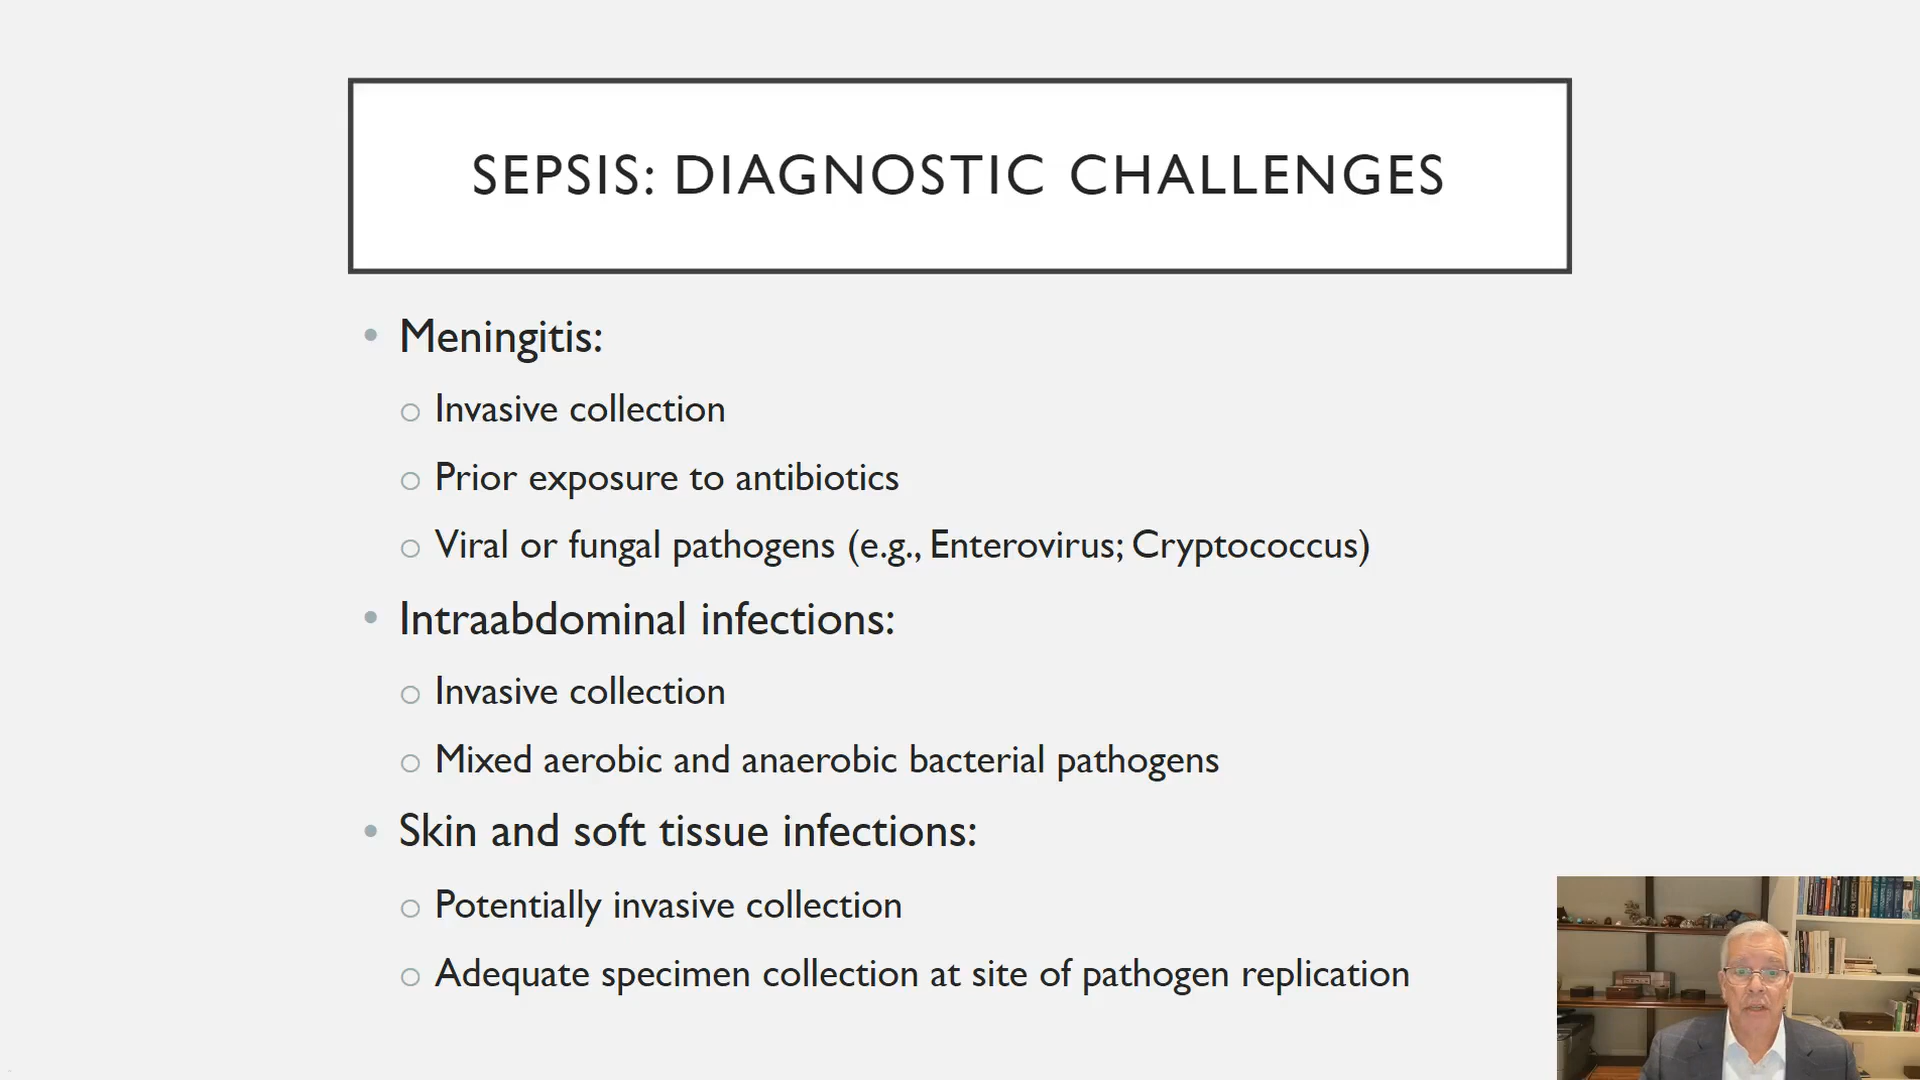 SEPSIS: DIAGNOSTIC CHALLENGES
• Meningitis:
o Invasive collection
o Prior exposure to antibiotics
o Viral or fungal pathogens (e.g., Enterovirus; Cryptococcus)
• Intraabdominal infections:
o Invasive collection
o Mixed aerobic and anaerobic bacterial pathogens
• Skin and soft tissue infections:
o Potentially invasive collection
o Adequate specimen collection at site of pathogen replication